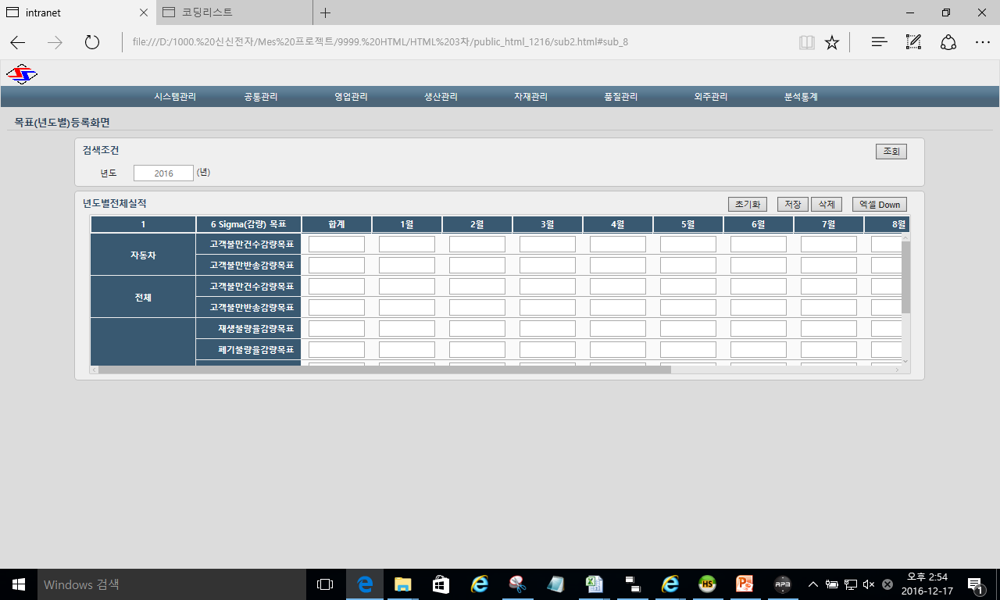 intranet
코딩리스트
file:///D:/1000.%20신신전자/Mes%20프로젝트/9999.%20HTML/HTML%203차/public_html_1216/sub2.html#sub_8
시스템관리 공통관리 영업관리 생산관리 자재관리 품질관리 외주관리 분석통계
목표(년도별)등록화면
검색조건 조회
년도 2016 (년)
년도별전체실적 초기화 저장 삭제 엑셀 Down
1 6 Sigma(감량) 목표 합계 1월 2월 3월 4월 5월 6월 7월 8월
자동차
고객불만건수감량목표
고객불만반송감량목표
전체
고객불만건수감량목표
고객불만반송감량목표
재생불량율감량목표
폐기불량율감량목표
Windows 검색
HS
APM
오후 2:54
2016-12-17
1